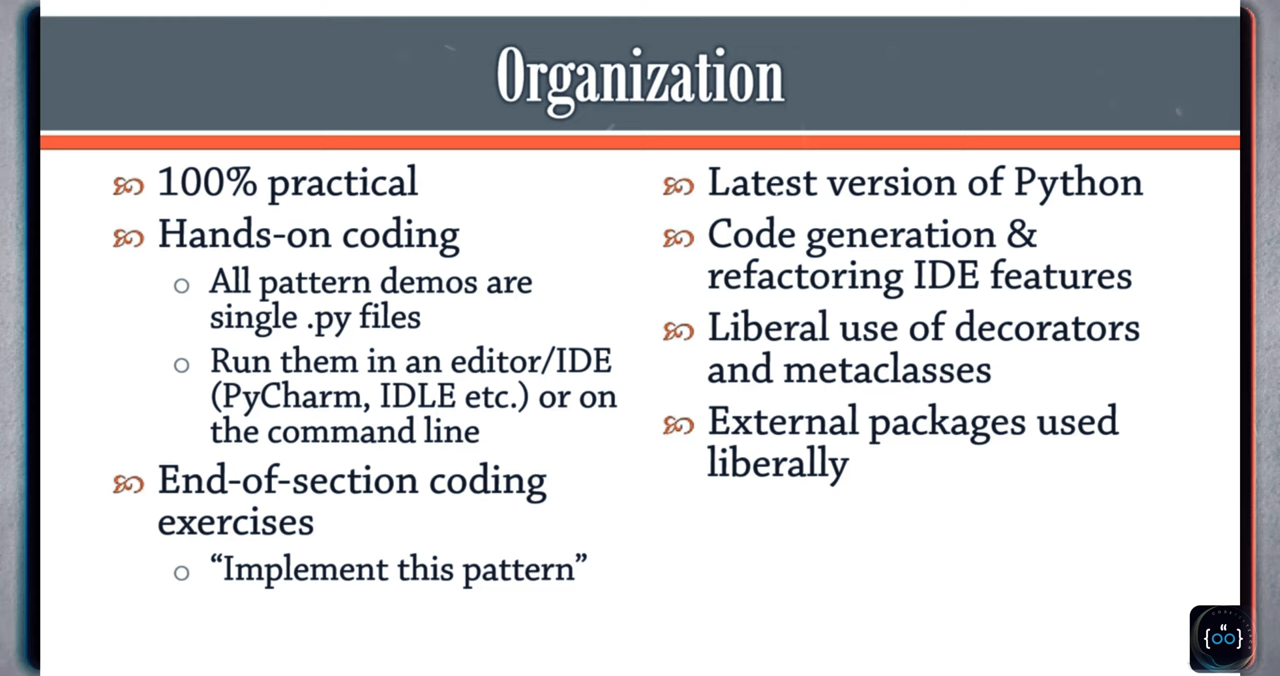 Organization
100% practical
Hands-on coding
All pattern demos are
single .py files
Run them in an editor/IDE
(PyCharm, IDLE etc.) or on
the command line
End-of-section coding
exercises
“Implement this pattern”
Latest version of Python
Code generation &
refactoring IDE features
Liberal use of decorators
and metaclasses
External packages used
liberally